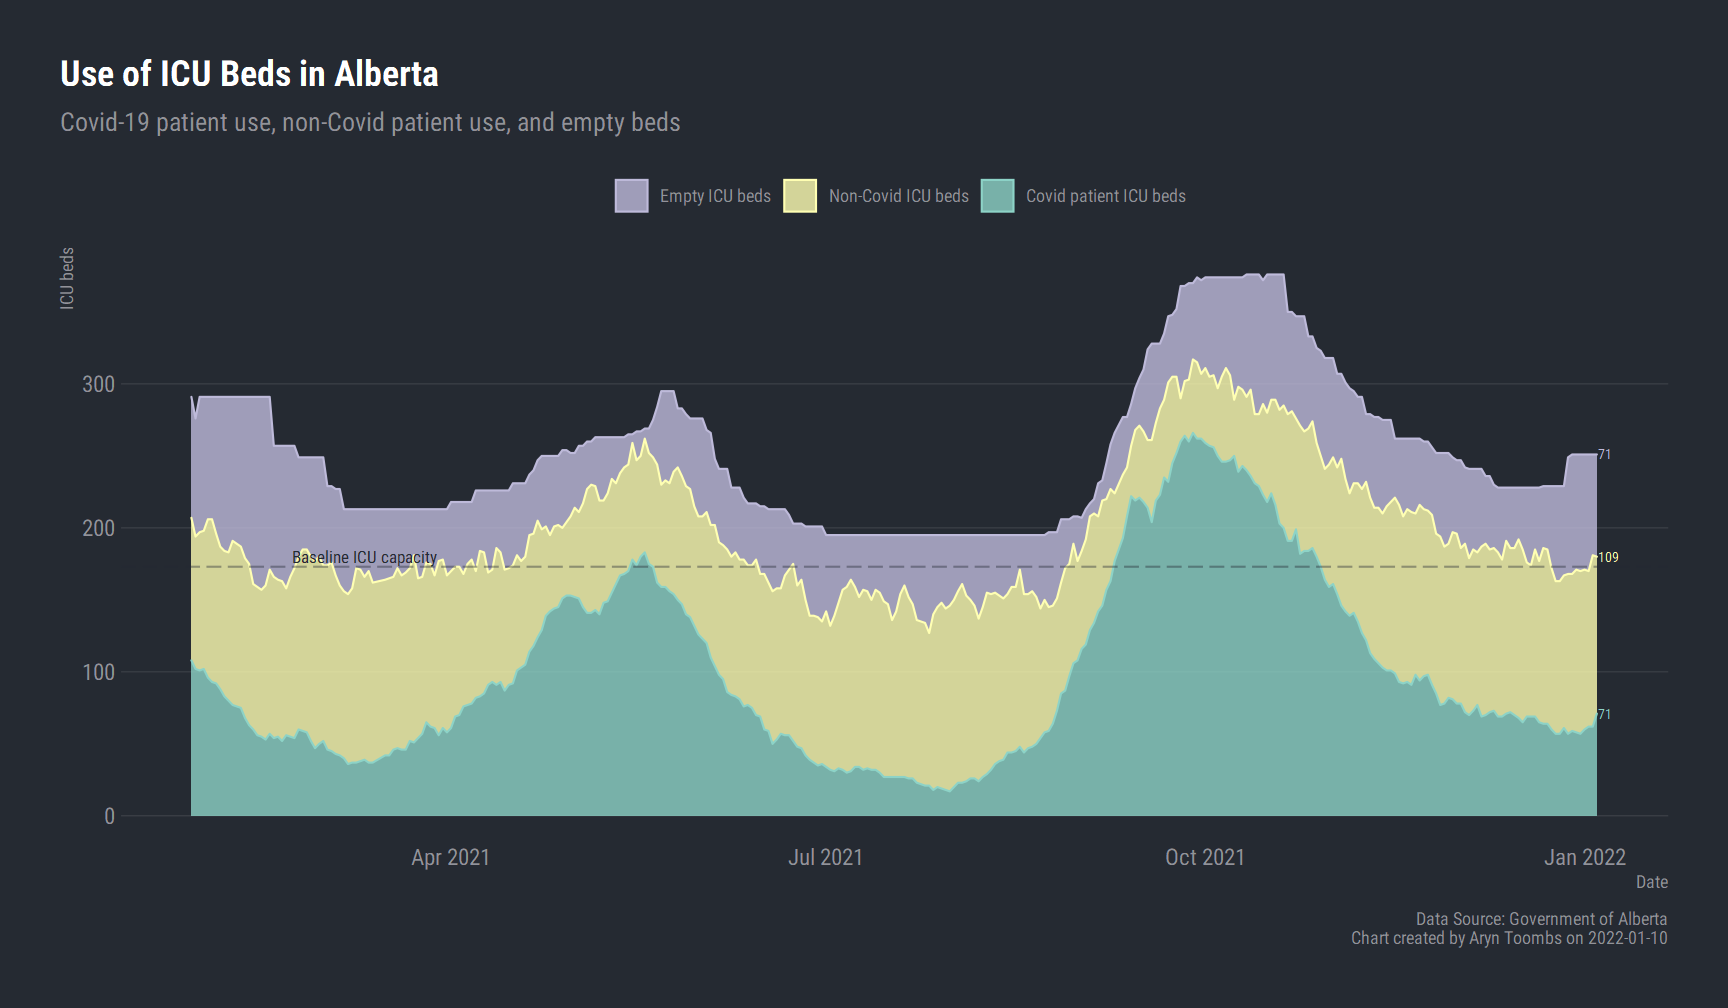 Use of ICU Beds in Alberta
Covid-19 patient use, non-Covid patient use, and empty beds
Empty ICU beds
Non-Covid ICU beds
Covid patient ICU beds
ICU beds
300
200
100
0
Baseline ICU capacity
71
109
71
Apr 2021
Jul 2021
Oct 2021
Jan 2022
Date
Data Source: Government of Alberta
Chart created by Aryn Toombs on 2022-01-10